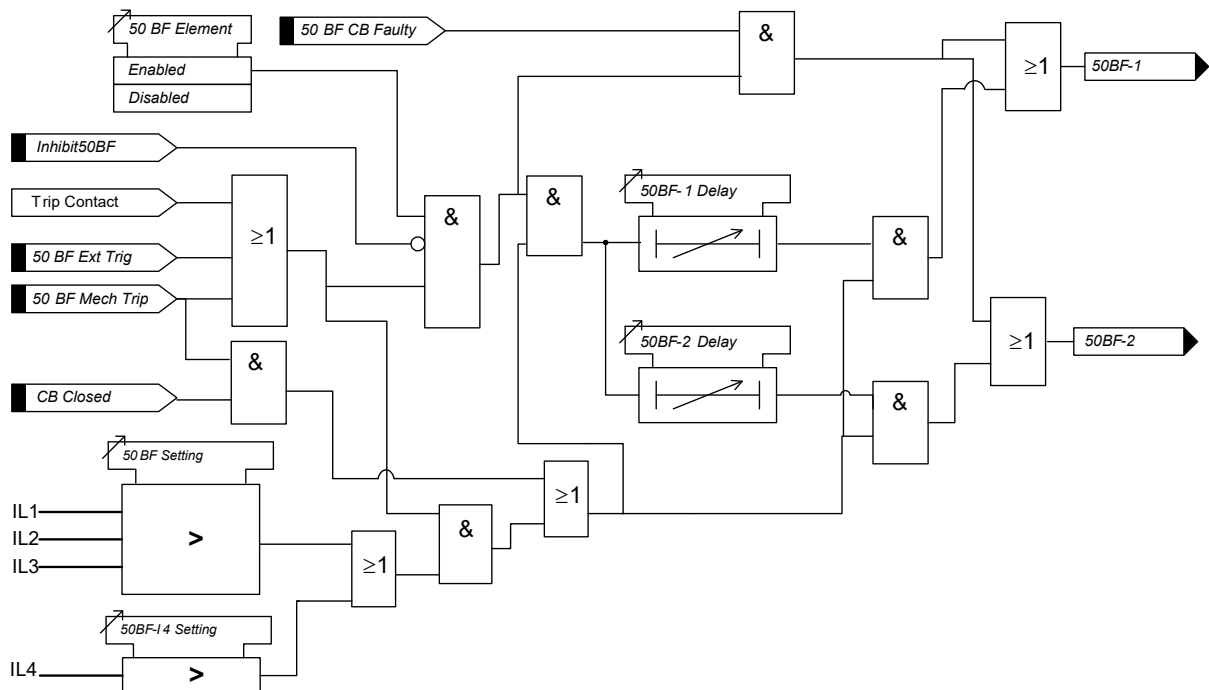 50 BF Element
50 BF CB Faulty
&
Enabled
≥1
50BF-1
Disabled
Inhibit50BF
&
50BF- 1 Delay
Trip Contact
&
≥1
&
50 BF Ext Trig
50 BF Mech Trip
50BF-2 Delay
≥1
50BF-2
&
CB Closed
&
50 BF Setting
≥1
IL1
&
IL2
>
IL3
≥1
50BF-I 4 Setting
IL4
>